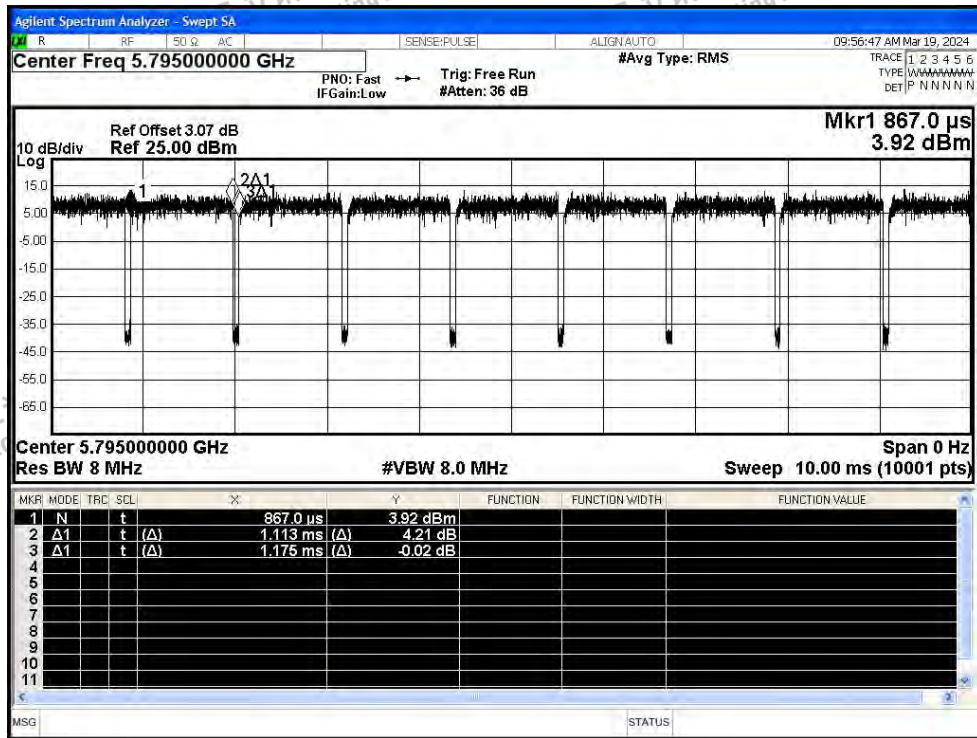 Agilent Spectrum Analyzer - Swept SA
LXI R RF 50 Ω AC SENSE:PULSE ALIGN AUTO 09:56:47 AM Mar 19, 2024
Center Freq 5.795000000 GHz #Avg Type: RMS TRACE 1 2 3 4 5 6
PNO: Fast Trig: Free Run TYPE WWWWWW
IFGain:Low #Atten: 36 dB DET P N N N N N
Mkr1 867.0 µs
Ref Offset 3.07 dB
10 dB/div Ref 25.00 dBm 3.92 dBm
Log
15.0
1 2Δ1
3Δ1
5.00
-5.00
-15.0
-25.0
-35.0
-45.0
-55.0
-65.0
Center 5.795000000 GHz Span 0 Hz
Res BW 8 MHz #VBW 8.0 MHz Sweep 10.00 ms (10001 pts)
MKR MODE TRC SCL X Y FUNCTION FUNCTION WIDTH FUNCTION VALUE
1 N t 867.0 µs 3.92 dBm
2 Δ1 t (Δ) 1.113 ms (Δ) 4.21 dB
3 Δ1 t (Δ) 1.175 ms (Δ) -0.02 dB
4
5
6
7
8
9
10
11
MSG STATUS